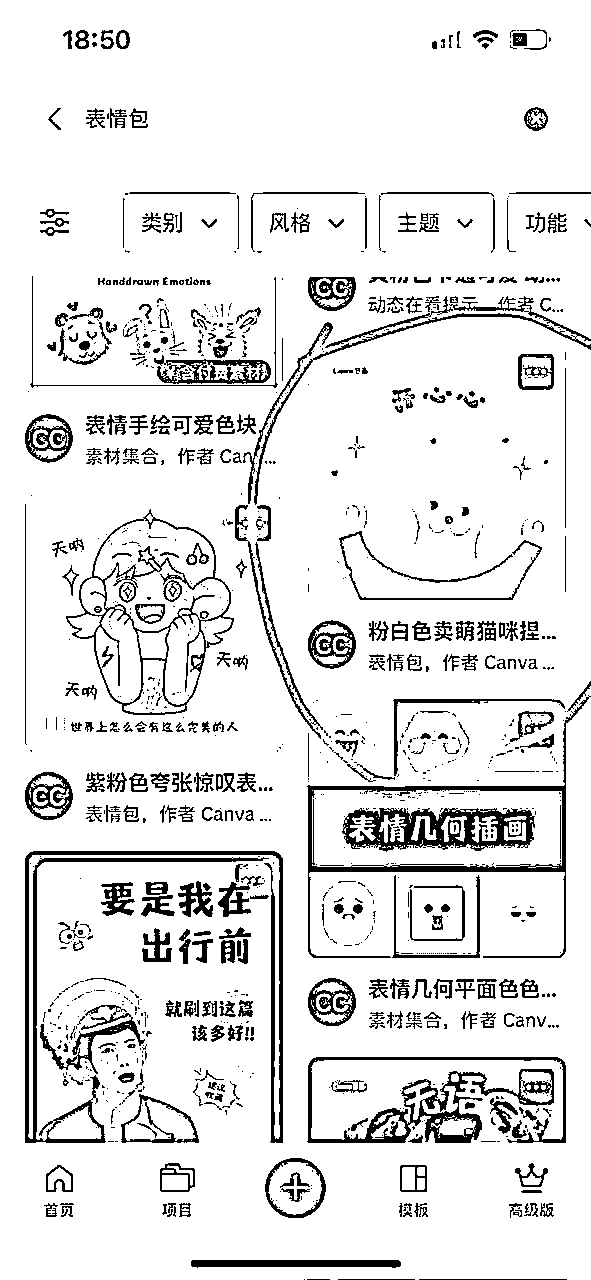 18:50
表情包
类别
风格
主题
功能
Handdrawn Emotions
动态在看提示 作者 C...
表情手绘可爱色块
素材集合，作者 Can...
天呐
天呐
天呐
世界上怎么会有这么完美的人
粉白色卖萌猫咪捏...
表情包，作者 Canva ...
紫粉色夸张惊叹表...
表情包，作者 Canva ...
表情几何插画
要是我在
出行前
就刷到这篇
该多好!!
表情几何平面色色...
素材集合，作者 Canv...
无语
首页
项目
模板
高级版